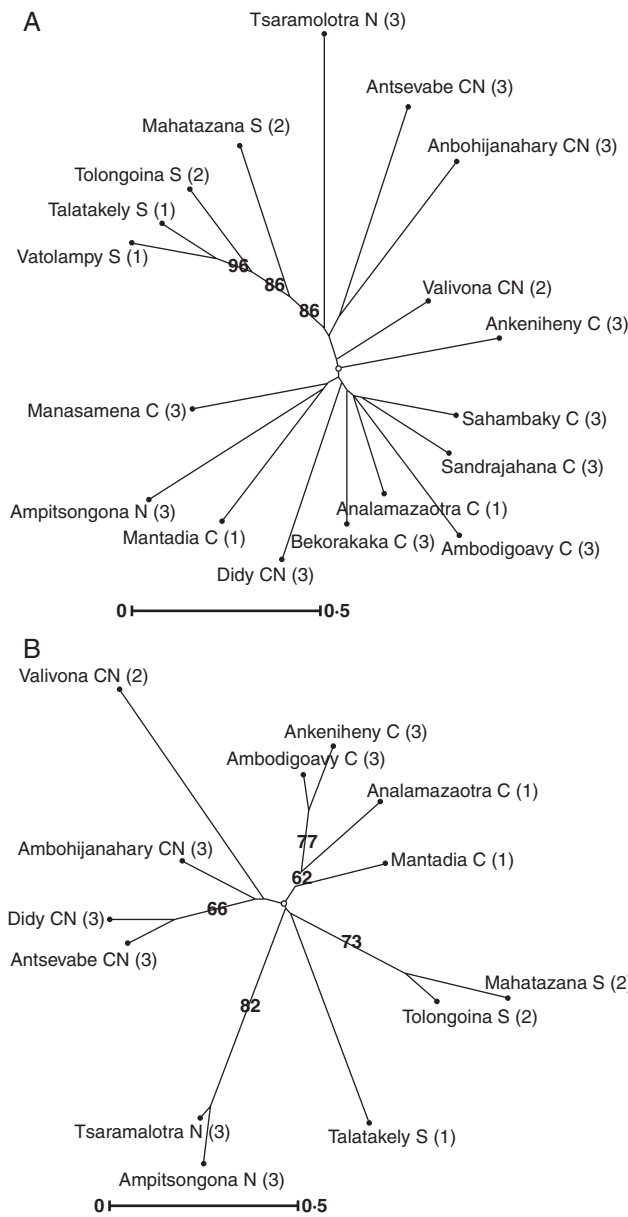 A
Tsaramolotra N (3)
Antsevabe CN (3)
Mahatazana S (2)
Anbohijanahary CN (3)
Tolongoina S (2)
Talatakely S (1)
Vatolampy S (1)
96
86
86
Valivona CN (2)
Ankeniheny C (3)
Manasamena C (3)
Sahambaky C (3)
Sandrajahana C (3)
Ampitsongona N (3)
Analamazaotra C (1)
Mantadia C (1)
Bekorakaka C (3)
Ambodigoavy C (3)
Didy CN (3)
0 0·5
B
Valivona CN (2)
Ankeniheny C (3)
Ambodigoavy C (3)
Analamazaotra C (1)
77
Ambohijanahary CN (3)
Mantadia C (1)
62
66
Didy CN (3)
73
Antsevabe CN (3)
Mahatazana S (2)
82
Tolongoina S (2)
Tsaramalotra N (3)
Talatakely S (1)
Ampitsongona N (3)
0 0·5